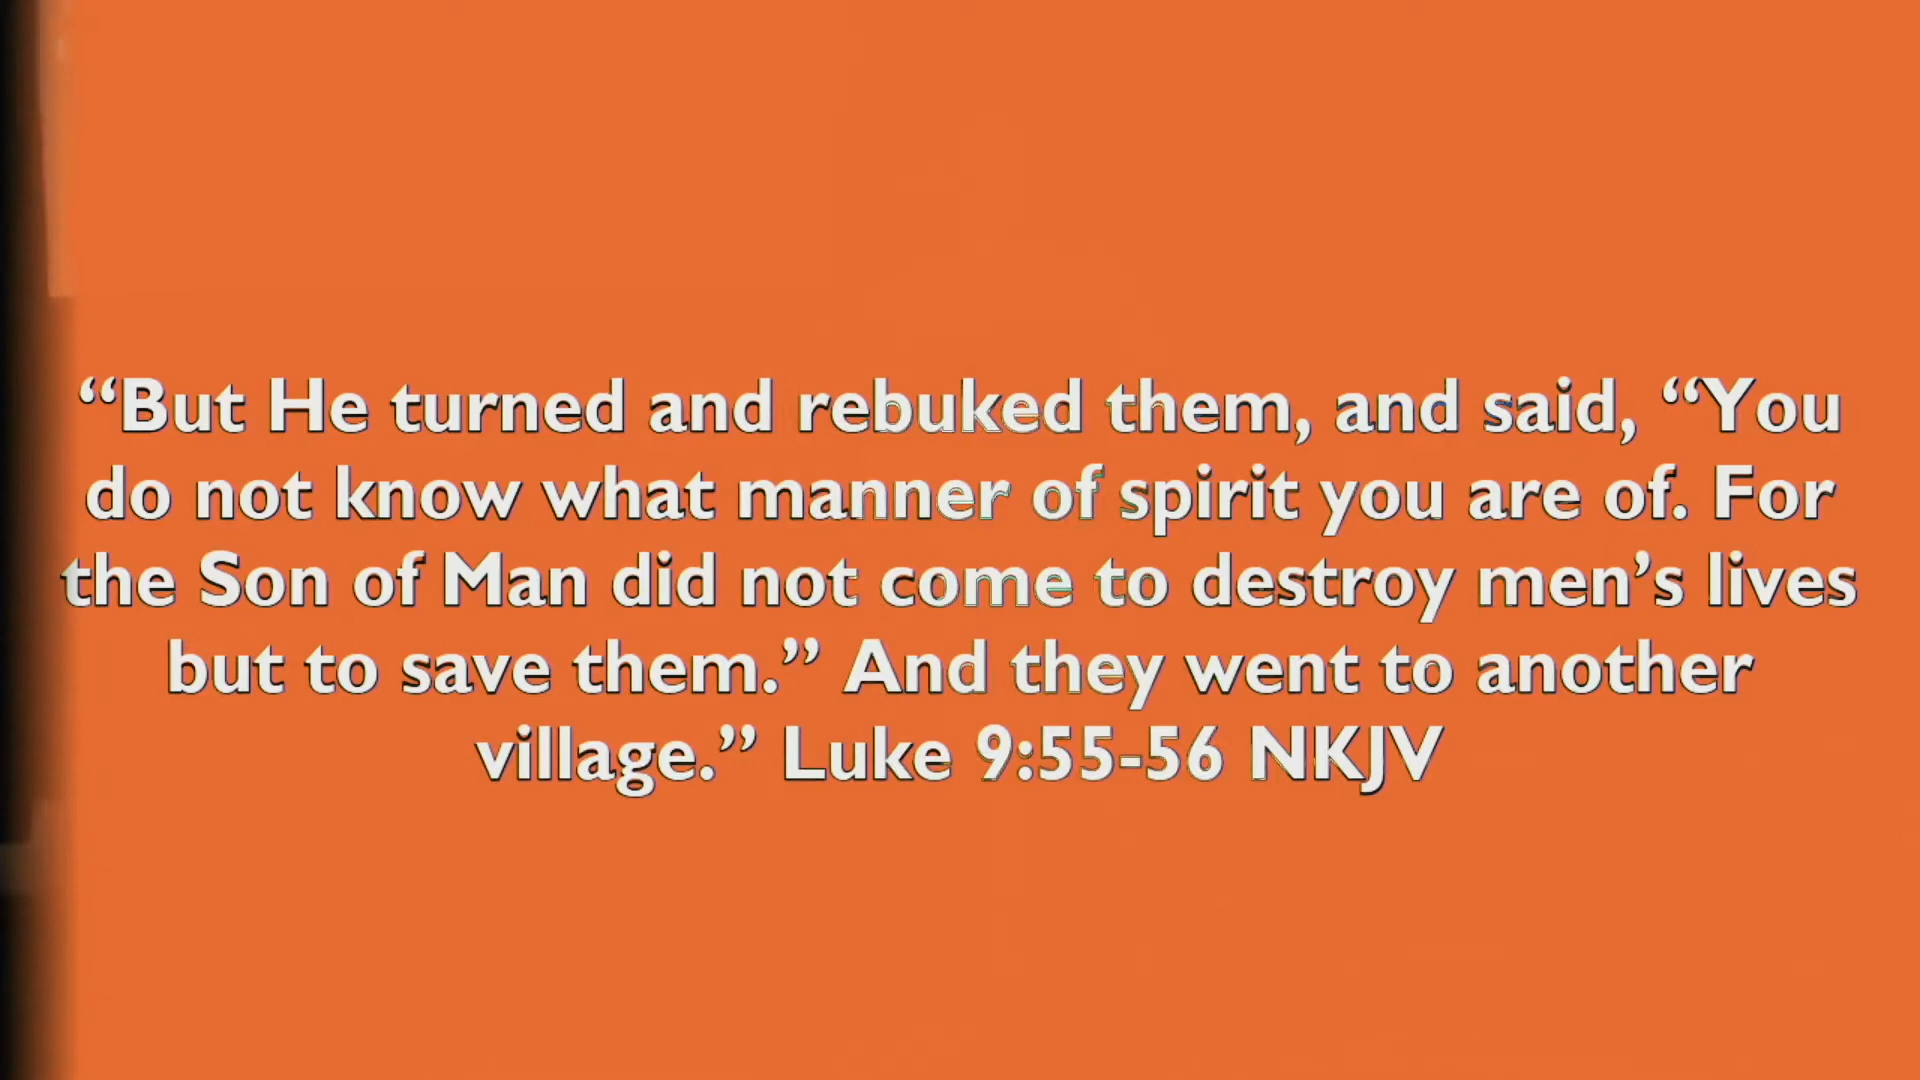 “But He turned and rebuked them, and said, “You
do not know what manner of spirit you are of. For
the Son of Man did not come to destroy men’s lives
but to save them.” And they went to another
village.” Luke 9:55-56 NKJV